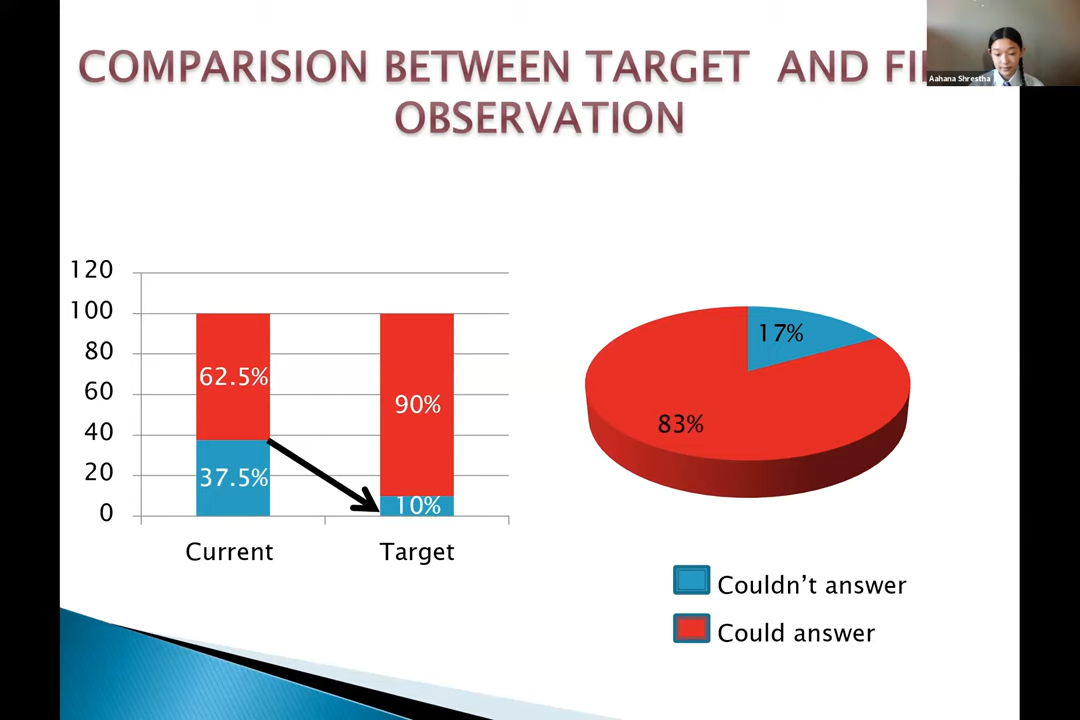 COMPARISION BETWEEN TARGET AND
OBSERVATION
Aahana Shrestha
120
100
80
60
40
20
0
62.5%
37.5%
90%
10%
Current
Target
17%
83%
Couldn't answer
Could answer